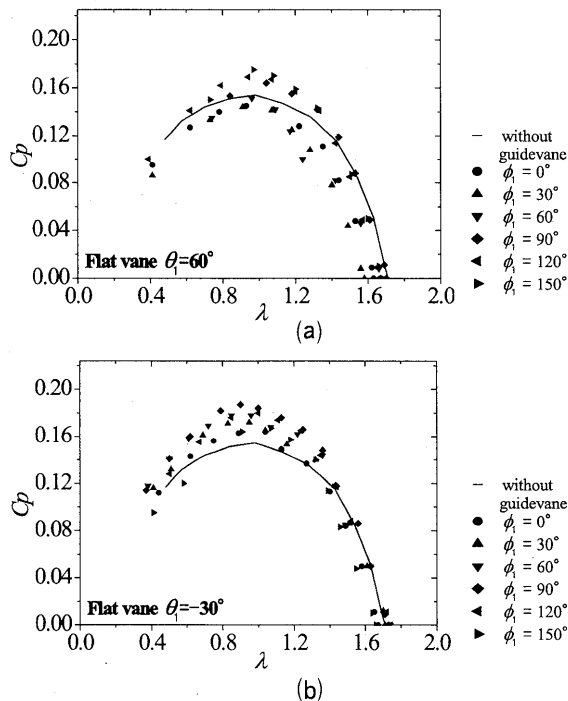 0.20
0.16
0.12
0.08
0.04
0.00
Cp
Flat vane θ₁=60°
0.0 0.4 0.8 1.2 1.6 2.0
λ
(a)
— without
guidevane
● ϕ₁ = 0°
▲ ϕ₁ = 30°
▼ ϕ₁ = 60°
◆ ϕ₁ = 90°
◀ ϕ₁ = 120°
▶ ϕ₁ = 150°
0.20
0.16
0.12
0.08
0.04
0.00
Cp
Flat vane θ₁=−30°
0.0 0.4 0.8 1.2 1.6 2.0
λ
(b)
— without
guidevane
● ϕ₁ = 0°
▲ ϕ₁ = 30°
▼ ϕ₁ = 60°
◆ ϕ₁ = 90°
◀ ϕ₁ = 120°
▶ ϕ₁ = 150°